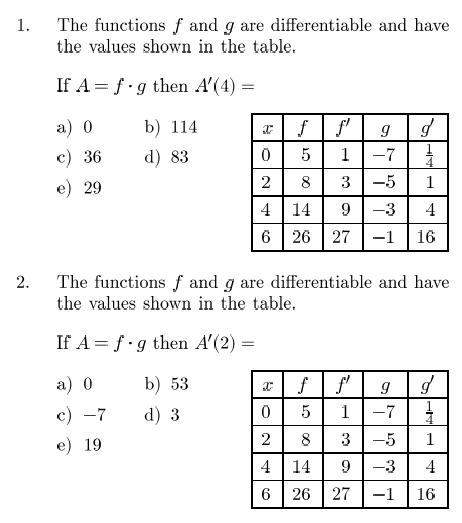 1. The functions f and g are differentiable and have
the values shown in the table.
If A = f · g then A′(4) =
a) 0 b) 114
c) 36 d) 83
e) 29
x f f′ g g′
0 5 1 −7 1/4
2 8 3 −5 1
4 14 9 −3 4
6 26 27 −1 16
2. The functions f and g are differentiable and have
the values shown in the table.
If A = f · g then A′(2) =
a) 0 b) 53
c) −7 d) 3
e) 19
x f f′ g g′
0 5 1 −7 1/4
2 8 3 −5 1
4 14 9 −3 4
6 26 27 −1 16